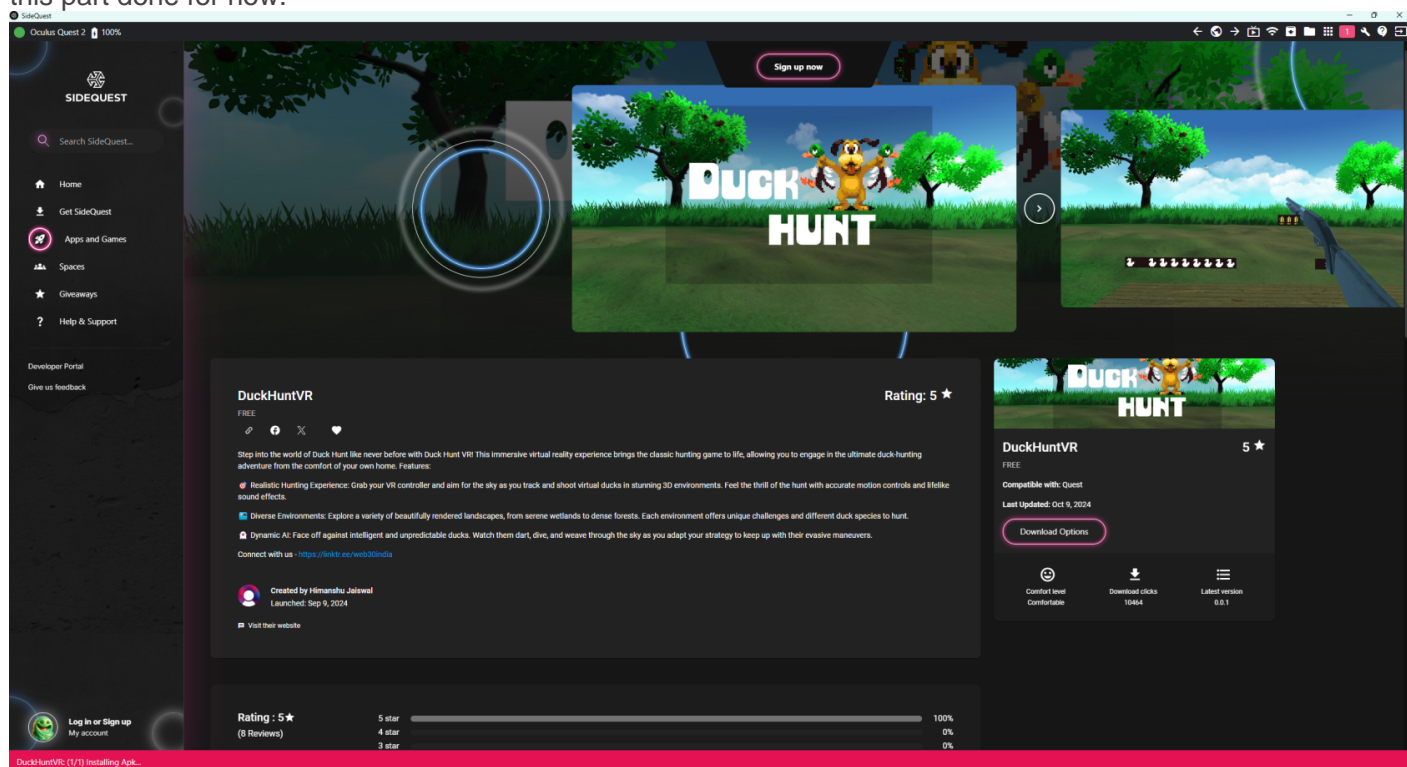 this part done for now.
SideQuest
Oculus Quest 2 100%
1
SIDEQUEST
Search SideQuest...
Home
Get SideQuest
Apps and Games
Spaces
Giveaways
Help & Support
Developer Portal
Give us feedback
Log in or Sign up
My account
Sign up now
DUCK
HUNT
DuckHuntVR
Rating: 5 ★
FREE
Step into the world of Duck Hunt like never before with Duck Hunt VR! This immersive virtual reality experience brings the classic hunting game to life, allowing you to engage in the ultimate duck-hunting
adventure from the comfort of your own home. Features:
🎯 Realistic Hunting Experience: Grab your VR controller and aim for the sky as you track and shoot virtual ducks in stunning 3D environments. Feel the thrill of the hunt with accurate motion controls and lifelike
sound effects.
🏞️ Diverse Environments: Explore a variety of beautifully rendered landscapes, from serene wetlands to dense forests. Each environment offers unique challenges and different duck species to hunt.
👻 Dynamic AI: Face off against intelligent and unpredictable ducks. Watch them dart, dive, and weave through the sky as you adapt your strategy to keep up with their evasive maneuvers.
Connect with us - https://linktr.ee/web30india
Created by Himanshu Jaiswal
Launched: Sep 9, 2024
Visit their website
DUCK
HUNT
DuckHuntVR
5 ★
FREE
Compatible with: Quest
Last Updated: Oct 9, 2024
Download Options
Comfort level
Comfortable
Download clicks
10464
Latest version
0.0.1
Rating : 5★
(8 Reviews)
5 star 100%
4 star 0%
3 star 0%
DuckHuntVR: (1/1) Installing Apk...